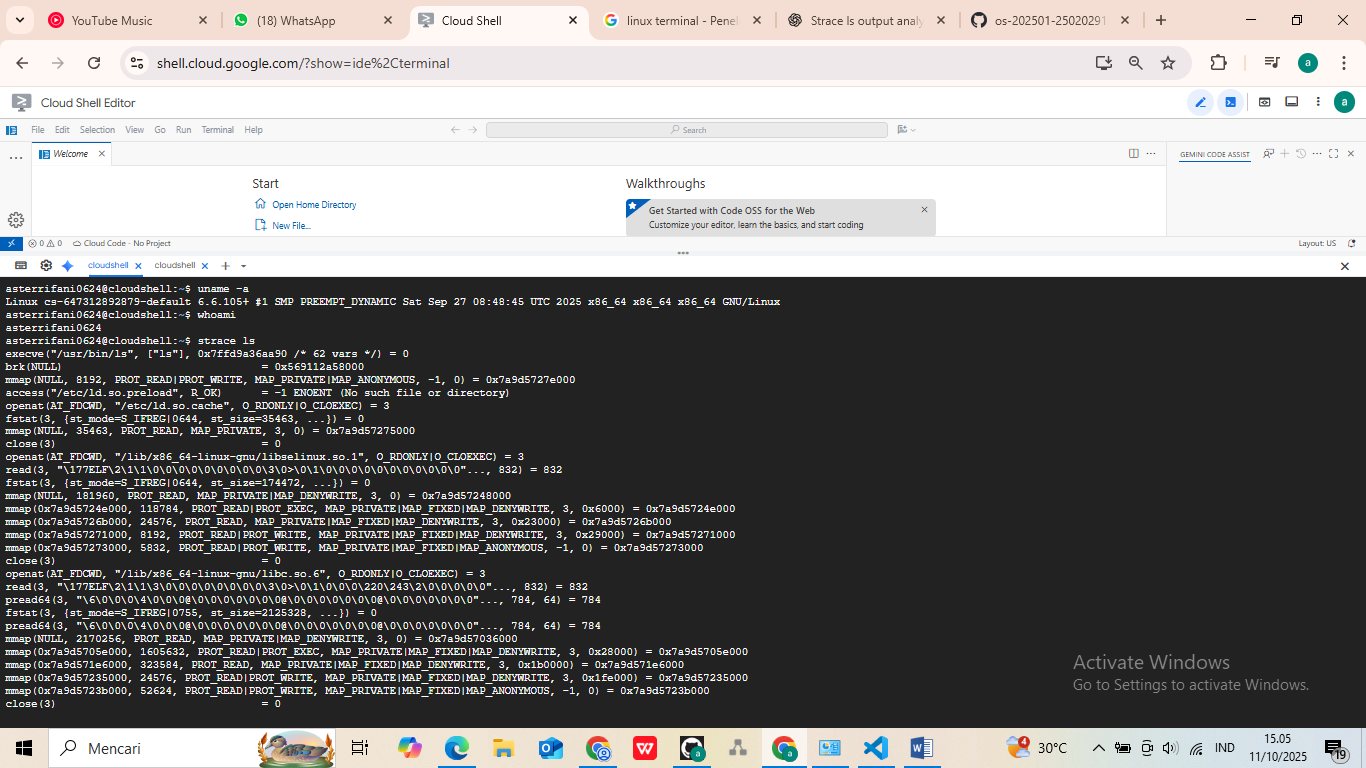 YouTube Music
(18) WhatsApp
Cloud Shell
linux terminal - Penel
Strace ls output analy
os-202501-25020291
shell.cloud.google.com/?show=ide%2Cterminal
a
Cloud Shell Editor
a
File Edit Selection View Go Run Terminal Help
Search
Welcome
GEMINI CODE ASSIST
Start
Open Home Directory
New File...
Walkthroughs
Get Started with Code OSS for the Web
Customize your editor, learn the basics, and start coding
0 0 Cloud Code - No Project
Layout: US
cloudshell cloudshell
asterrifani0624@cloudshell:~$ uname -a
Linux cs-647312892879-default 6.6.105+ #1 SMP PREEMPT_DYNAMIC Sat Sep 27 08:48:45 UTC 2025 x86_64 x86_64 x86_64 GNU/Linux
asterrifani0624@cloudshell:~$ whoami
asterrifani0624
asterrifani0624@cloudshell:~$ strace ls
execve("/usr/bin/ls", ["ls"], 0x7ffd9a36aa90 /* 62 vars */) = 0
brk(NULL) = 0x569112a58000
mmap(NULL, 8192, PROT_READ|PROT_WRITE, MAP_PRIVATE|MAP_ANONYMOUS, -1, 0) = 0x7a9d5727e000
access("/etc/ld.so.preload", R_OK) = -1 ENOENT (No such file or directory)
openat(AT_FDCWD, "/etc/ld.so.cache", O_RDONLY|O_CLOEXEC) = 3
fstat(3, {st_mode=S_IFREG|0644, st_size=35463, ...}) = 0
mmap(NULL, 35463, PROT_READ, MAP_PRIVATE, 3, 0) = 0x7a9d57275000
close(3) = 0
openat(AT_FDCWD, "/lib/x86_64-linux-gnu/libselinux.so.1", O_RDONLY|O_CLOEXEC) = 3
read(3, "\177ELF\2\1\1\0\0\0\0\0\0\0\0\0\3\0>\0\1\0\0\0\0\0\0\0\0\0\0\0"..., 832) = 832
fstat(3, {st_mode=S_IFREG|0644, st_size=174472, ...}) = 0
mmap(NULL, 181960, PROT_READ, MAP_PRIVATE|MAP_DENYWRITE, 3, 0) = 0x7a9d57248000
mmap(0x7a9d5724e000, 118784, PROT_READ|PROT_EXEC, MAP_PRIVATE|MAP_FIXED|MAP_DENYWRITE, 3, 0x6000) = 0x7a9d5724e000
mmap(0x7a9d5726b000, 24576, PROT_READ, MAP_PRIVATE|MAP_FIXED|MAP_DENYWRITE, 3, 0x23000) = 0x7a9d5726b000
mmap(0x7a9d57271000, 8192, PROT_READ|PROT_WRITE, MAP_PRIVATE|MAP_FIXED|MAP_DENYWRITE, 3, 0x29000) = 0x7a9d57271000
mmap(0x7a9d57273000, 5832, PROT_READ|PROT_WRITE, MAP_PRIVATE|MAP_FIXED|MAP_ANONYMOUS, -1, 0) = 0x7a9d57273000
close(3) = 0
openat(AT_FDCWD, "/lib/x86_64-linux-gnu/libc.so.6", O_RDONLY|O_CLOEXEC) = 3
read(3, "\177ELF\2\1\1\3\0\0\0\0\0\0\0\0\3\0>\0\1\0\0\0\220\243\2\0\0\0\0\0"..., 832) = 832
pread64(3, "\6\0\0\0\4\0\0\0@\0\0\0\0\0\0\0@\0\0\0\0\0\0\0@\0\0\0\0\0\0\0"..., 784, 64) = 784
fstat(3, {st_mode=S_IFREG|0755, st_size=2125328, ...}) = 0
pread64(3, "\6\0\0\0\4\0\0\0@\0\0\0\0\0\0\0@\0\0\0\0\0\0\0@\0\0\0\0\0\0\0"..., 784, 64) = 784
mmap(NULL, 2170256, PROT_READ, MAP_PRIVATE|MAP_DENYWRITE, 3, 0) = 0x7a9d57036000
mmap(0x7a9d5705e000, 1605632, PROT_READ|PROT_EXEC, MAP_PRIVATE|MAP_FIXED|MAP_DENYWRITE, 3, 0x28000) = 0x7a9d5705e000
mmap(0x7a9d571e6000, 323584, PROT_READ, MAP_PRIVATE|MAP_FIXED|MAP_DENYWRITE, 3, 0x1b0000) = 0x7a9d571e6000
mmap(0x7a9d57235000, 24576, PROT_READ|PROT_WRITE, MAP_PRIVATE|MAP_FIXED|MAP_DENYWRITE, 3, 0x1fe000) = 0x7a9d57235000
mmap(0x7a9d5723b000, 52624, PROT_READ|PROT_WRITE, MAP_PRIVATE|MAP_FIXED|MAP_ANONYMOUS, -1, 0) = 0x7a9d5723b000
close(3) = 0
Activate Windows
Go to Settings to activate Windows.
Mencari
4
30°C
IND
15.05
11/10/2025
19